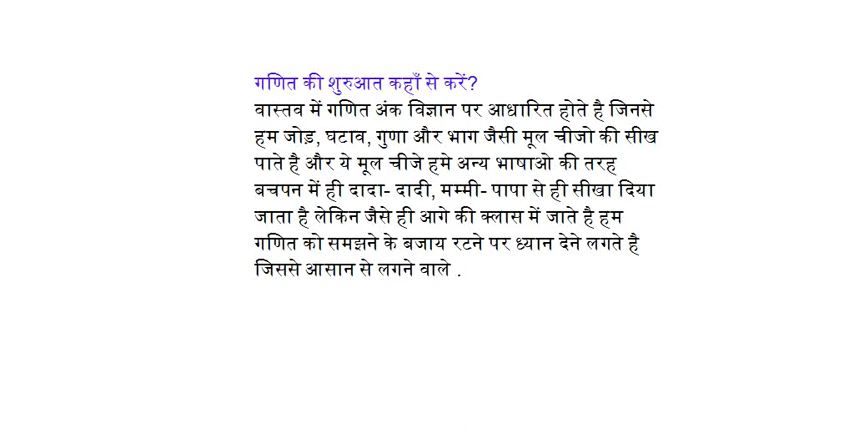 गणित की शुरुआत कहाँ से करें?
वास्तव में गणित अंक विज्ञान पर आधारित होते है जिनसे
हम जोड़, घटाव, गुणा और भाग जैसी मूल चीजो की सीख
पाते है और ये मूल चीजे हमे अन्य भाषाओ की तरह
बचपन में ही दादा- दादी, मम्मी- पापा से ही सीखा दिया
जाता है लेकिन जैसे ही आगे की क्लास में जाते है हम
गणित को समझने के बजाय रटने पर ध्यान देने लगते है
जिससे आसान से लगने वाले .